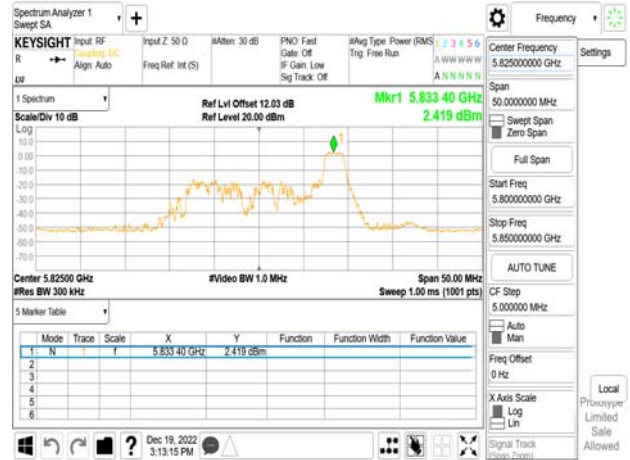 Spectrum Analyzer 1
Swept SA
Frequency
KEYSIGHT
R
LV
Input: RF
Coupling: DC
Align: Auto
Input Z: 50 Ω
Freq Ref: Int (S)
#Atten: 30 dB
PNO: Fast
Gate: Off
IF Gain: Low
Sig Track: Off
#Avg Type: Power (RMS
Trig: Free Run
1 2 3 4 5 6
A W W W W W
A N N N N N
Center Frequency
5.825000000 GHz
Settings
Span
50.0000000 MHz
Swept Span
Zero Span
Full Span
Start Freq
5.800000000 GHz
Stop Freq
5.850000000 GHz
AUTO TUNE
CF Step
5.000000 MHz
Auto
Man
Freq Offset
0 Hz
X Axis Scale
Log
Lin
Signal Track
(Span Zoom)
Local
Prototype
Limited
Sale
Allowed
1 Spectrum
Scale/Div 10 dB
Ref Lvl Offset 12.03 dB
Ref Level 20.00 dBm
Mkr1 5.833 40 GHz
2.419 dBm
Log
10.0
0.00
-10.0
-20.0
-30.0
-40.0
-50.0
-60.0
-70.0
1
Center 5.82500 GHz
#Res BW 300 kHz
#Video BW 1.0 MHz
Span 50.00 MHz
Sweep 1.00 ms (1001 pts)
5 Marker Table
Mode Trace Scale X Y Function Function Width Function Value
1 N 1 f 5.833 40 GHz 2.419 dBm
2
3
4
5
6
Dec 19, 2022
3:13:15 PM